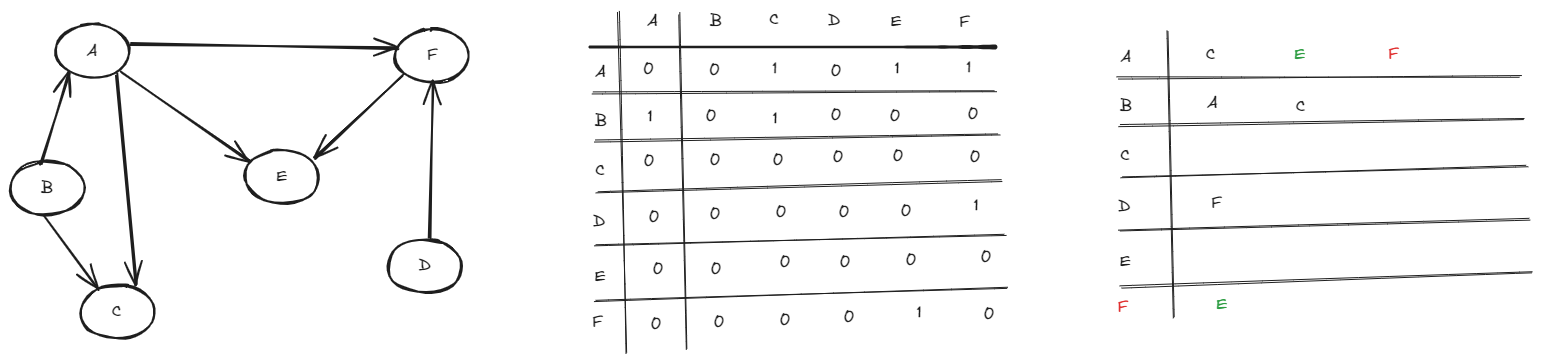 A
F
B
E
D
C
A B C D E F
A 0 0 1 0 1 1
B 1 0 1 0 0 0
C 0 0 0 0 0 0
D 0 0 0 0 0 1
E 0 0 0 0 0 0
F 0 0 0 0 1 0
A C E F
B A C
C
D F
E
F E